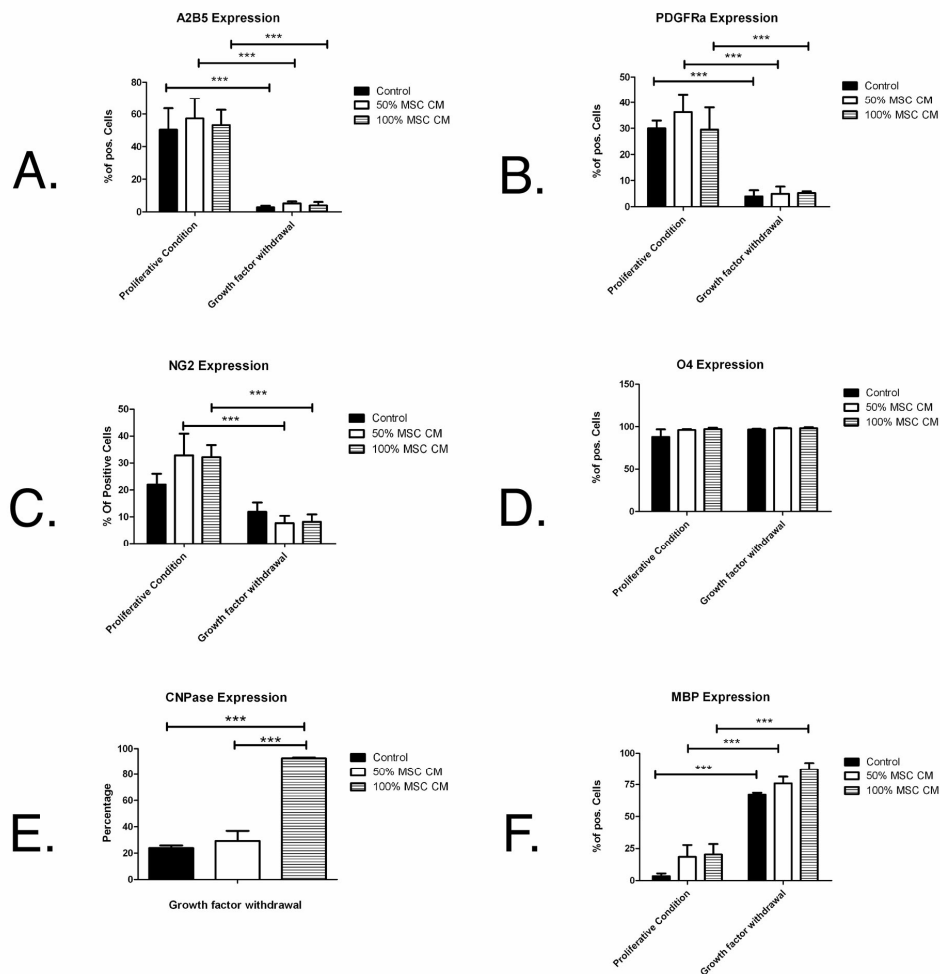 A.
A2B5 Expression
***
***
***
%of pos. Cells
80
60
40
20
0
Proliferative Condition
Growth factor withdrawal
Control
50% MSC CM
100% MSC CM
B.
PDGFRa Expression
***
***
***
%of pos. Cells
50
40
30
20
10
0
Proliferative Condition
Growth factor withdrawal
Control
50% MSC CM
100% MSC CM
C.
NG2 Expression
***
***
% Of Positive Cells
50
40
30
20
10
0
Proliferative Condition
Growth factor withdrawal
Control
50% MSC CM
100% MSC CM
D.
O4 Expression
%of pos. Cells
150
100
50
0
Proliferative Condition
Growth factor withdrawal
Control
50% MSC CM
100% MSC CM
E.
CNPase Expression
***
***
Percentage
100
80
60
40
20
0
Growth factor withdrawal
Control
50% MSC CM
100% MSC CM
F.
MBP Expression
***
***
***
%of pos. Cells
100
75
50
25
0
Proliferative Condition
Growth factor withdrawal
Control
50% MSC CM
100% MSC CM